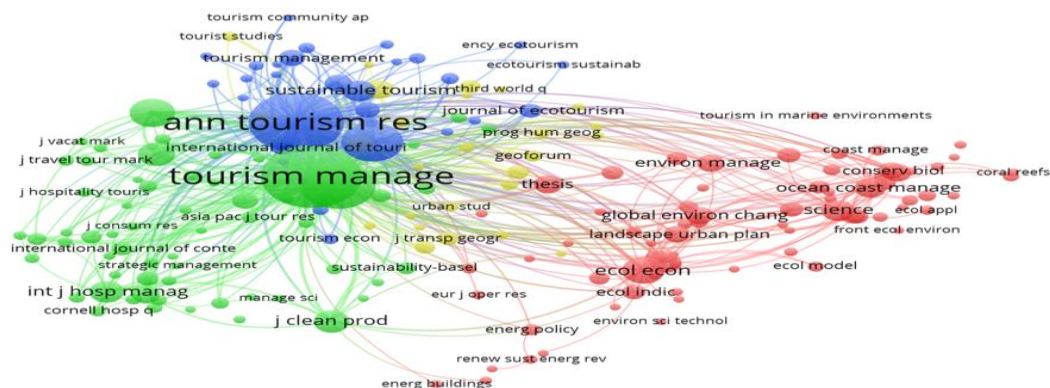 tourism community ap
tourist studies
ency ecotourism
tourism management
ecotourism sustainab
sustainable tourism
third world q
journal of ecotourism
tourism in marine environments
ann tourism res
prog hum geog
j vacat mark
international journal of touri
coast manage
j travel tour mark
geoforum
environ manage
conserv biol
coral reefs
tourism manage
thesis
ocean coast manage
j hospitality touris
urban stud
science
ecol appl
asia pac j tour res
global environ chang
j consum res
front ecol environ
tourism econ
j transp geogr
landscape urban plan
international journal of conte
strategic management
sustainability-basel
ecol econ
ecol model
int j hosp manag
manage sci
eur j oper res
ecol indic
cornell hosp q
j clean prod
environ sci technol
energ policy
renew sust energ rev
energ buildings